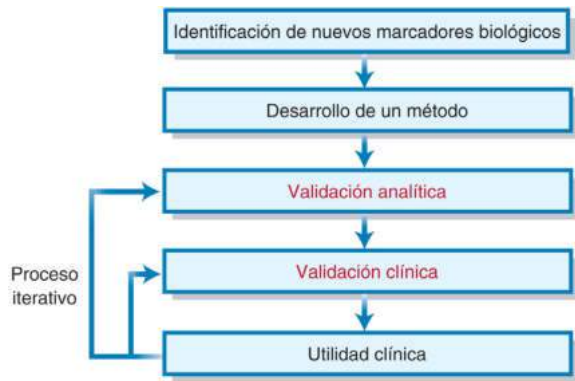 Identificación de nuevos marcadores biológicos
Desarrollo de un método
Validación analítica
Validación clínica
Proceso
iterativo
Utilidad clínica